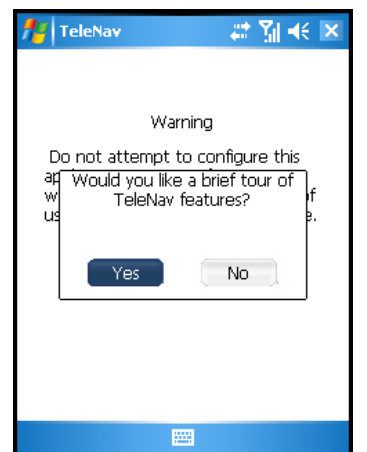 TeleNav
Warning
Do not attempt to configure this
Would you like a brief tour of
TeleNav features?
Yes
No